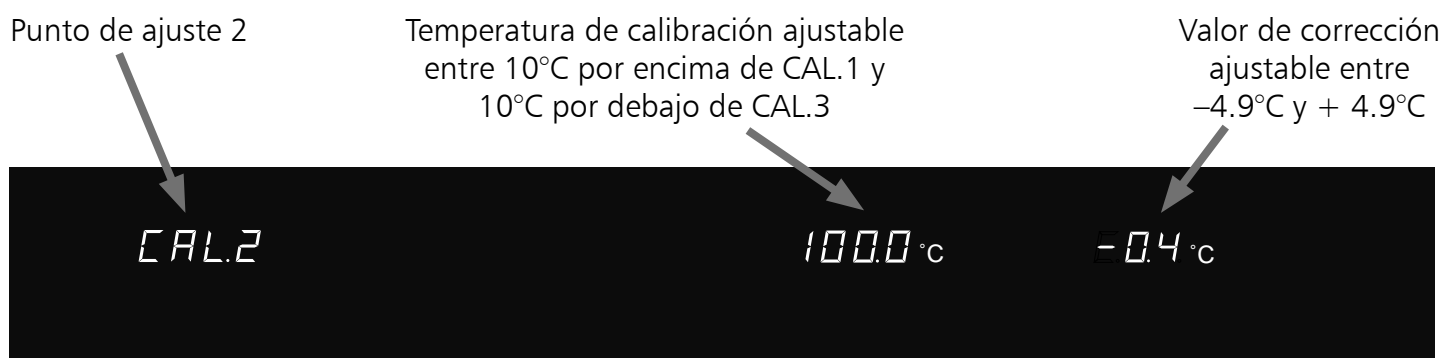 Punto de ajuste 2
Temperatura de calibración ajustable
entre 10°C por encima de CAL.1 y
10°C por debajo de CAL.3
Valor de corrección
ajustable entre
–4.9°C y + 4.9°C
CAL.2 100.0 °C -0.4 °C